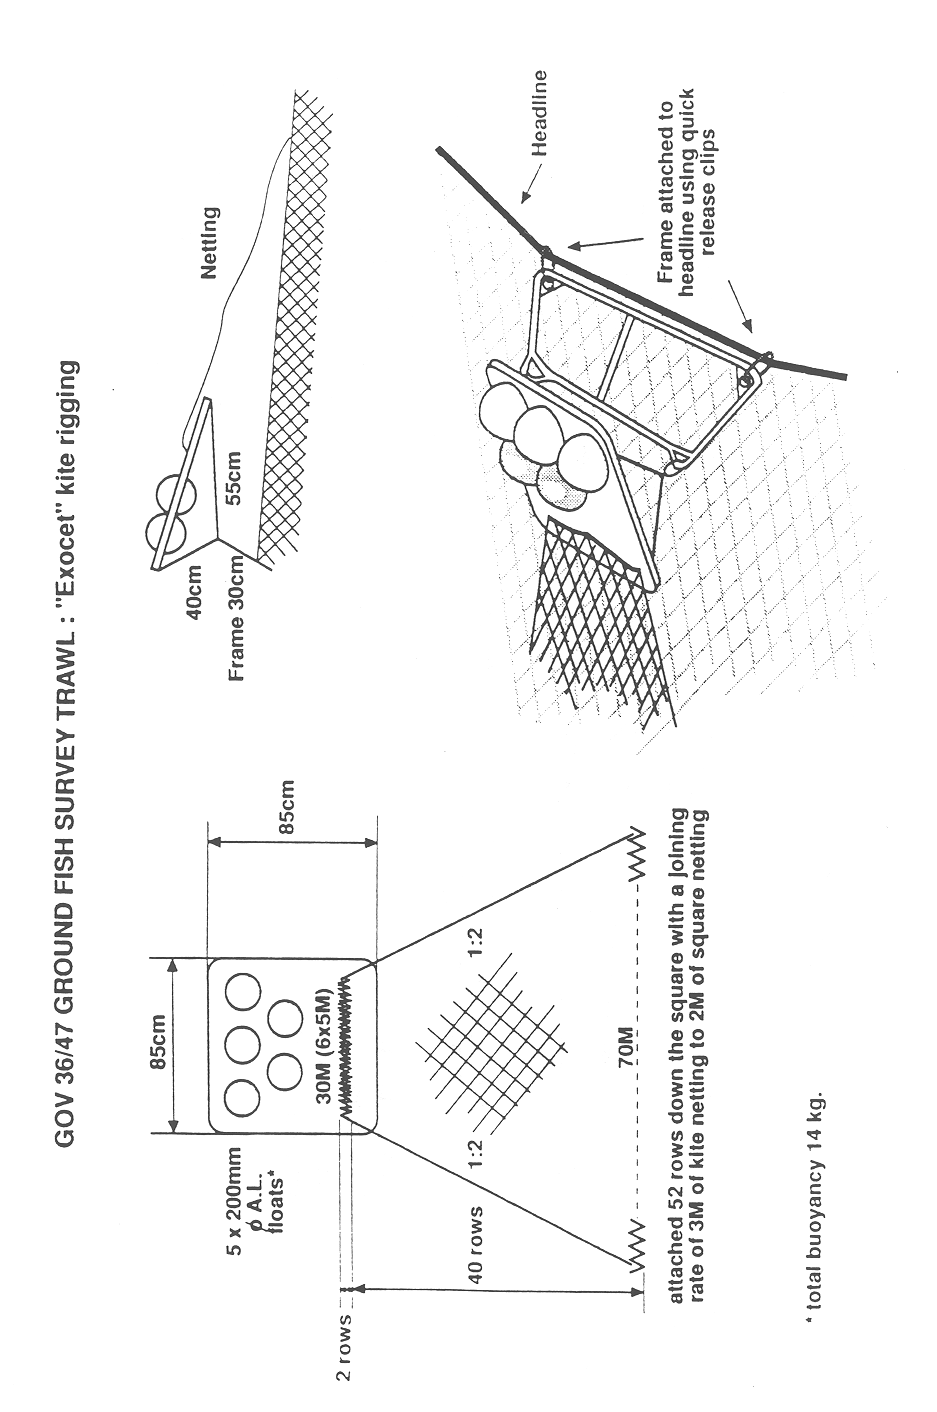 GOV 36/47 GROUND FISH SURVEY TRAWL : "Exocet" kite rigging
85cm
85cm
5 x 200mm
ø A.L.
floats*
30M (6x5M)
2 rows
40 rows
1:2
1:2
70M
attached 52 rows down the square with a joining
rate of 3M of kite netting to 2M of square netting
* total buoyancy 14 kg.
Netting
40cm
55cm
Frame 30cm
Headline
Frame attached to
headline using quick
release clips